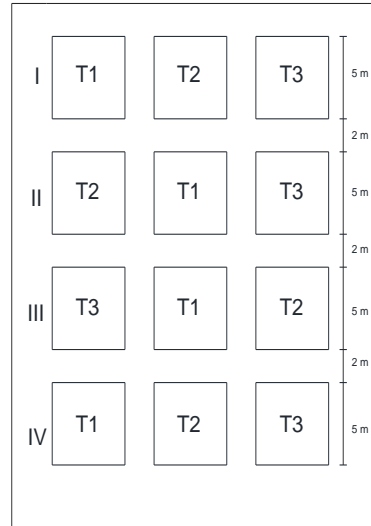 I T1 T2 T3 5 m
2 m
II T2 T1 T3 5 m
2 m
III T3 T1 T2 5 m
2 m
IV T1 T2 T3 5 m